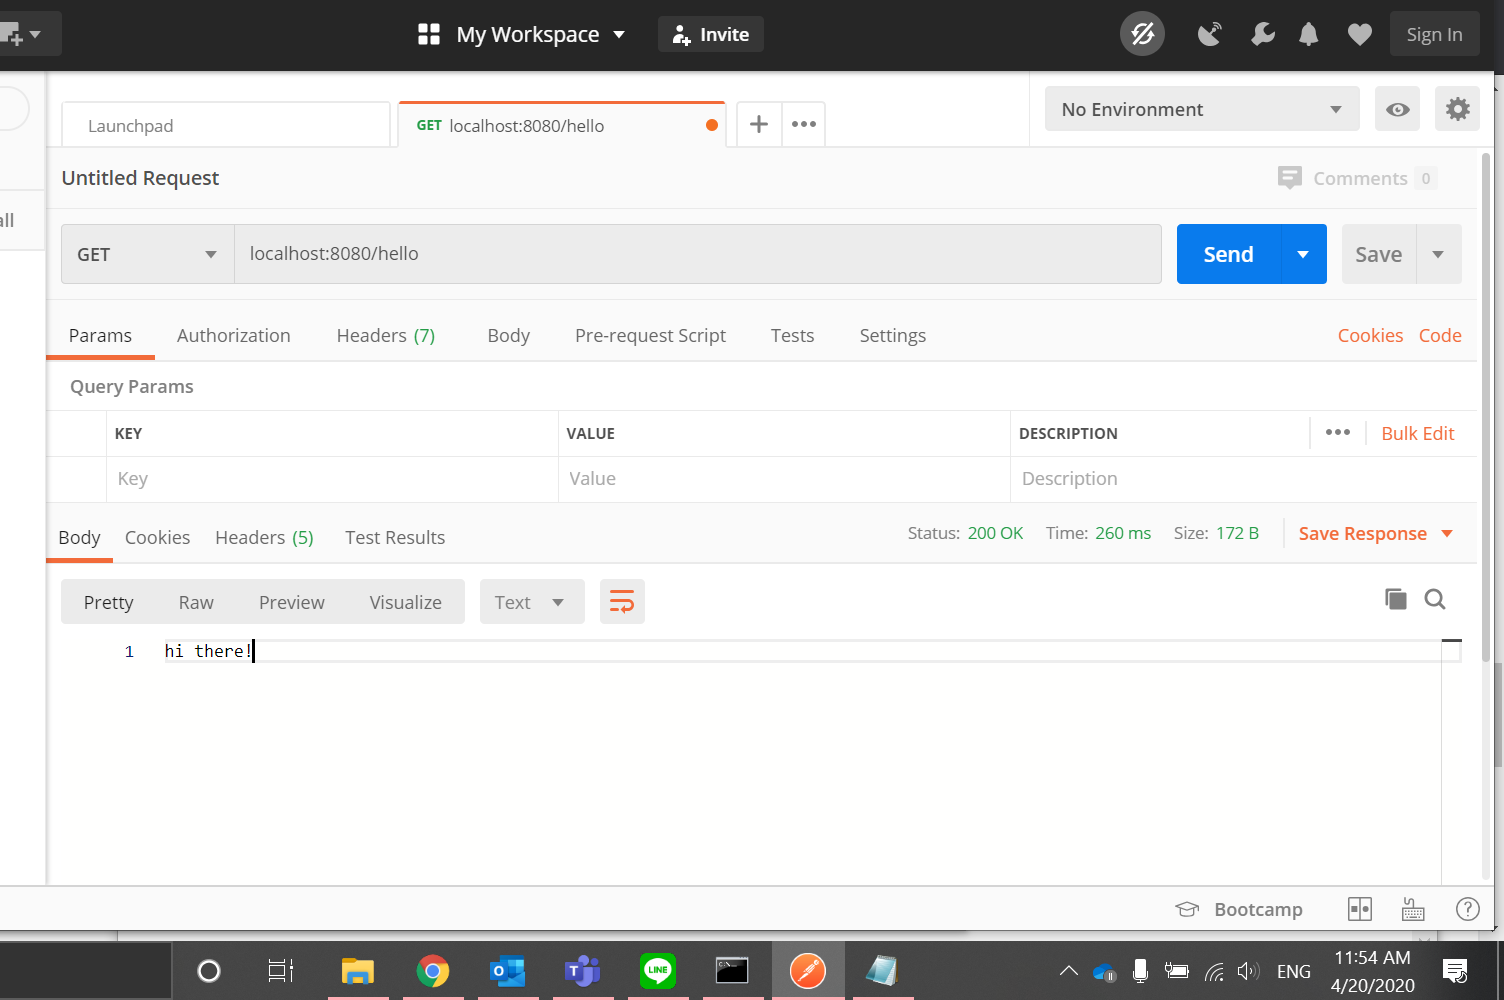 My Workspace
Invite
Sign In
Launchpad
GET localhost:8080/hello
No Environment
Untitled Request
Comments 0
all
GET
localhost:8080/hello
Send
Save
Params
Authorization
Headers (7)
Body
Pre-request Script
Tests
Settings
Cookies
Code
Query Params
KEY
VALUE
DESCRIPTION
Bulk Edit
Key
Value
Description
Body
Cookies
Headers (5)
Test Results
Status: 200 OK
Time: 260 ms
Size: 172 B
Save Response
Pretty
Raw
Preview
Visualize
Text
1 hi there!
Bootcamp
LINE
ENG
11:54 AM
4/20/2020